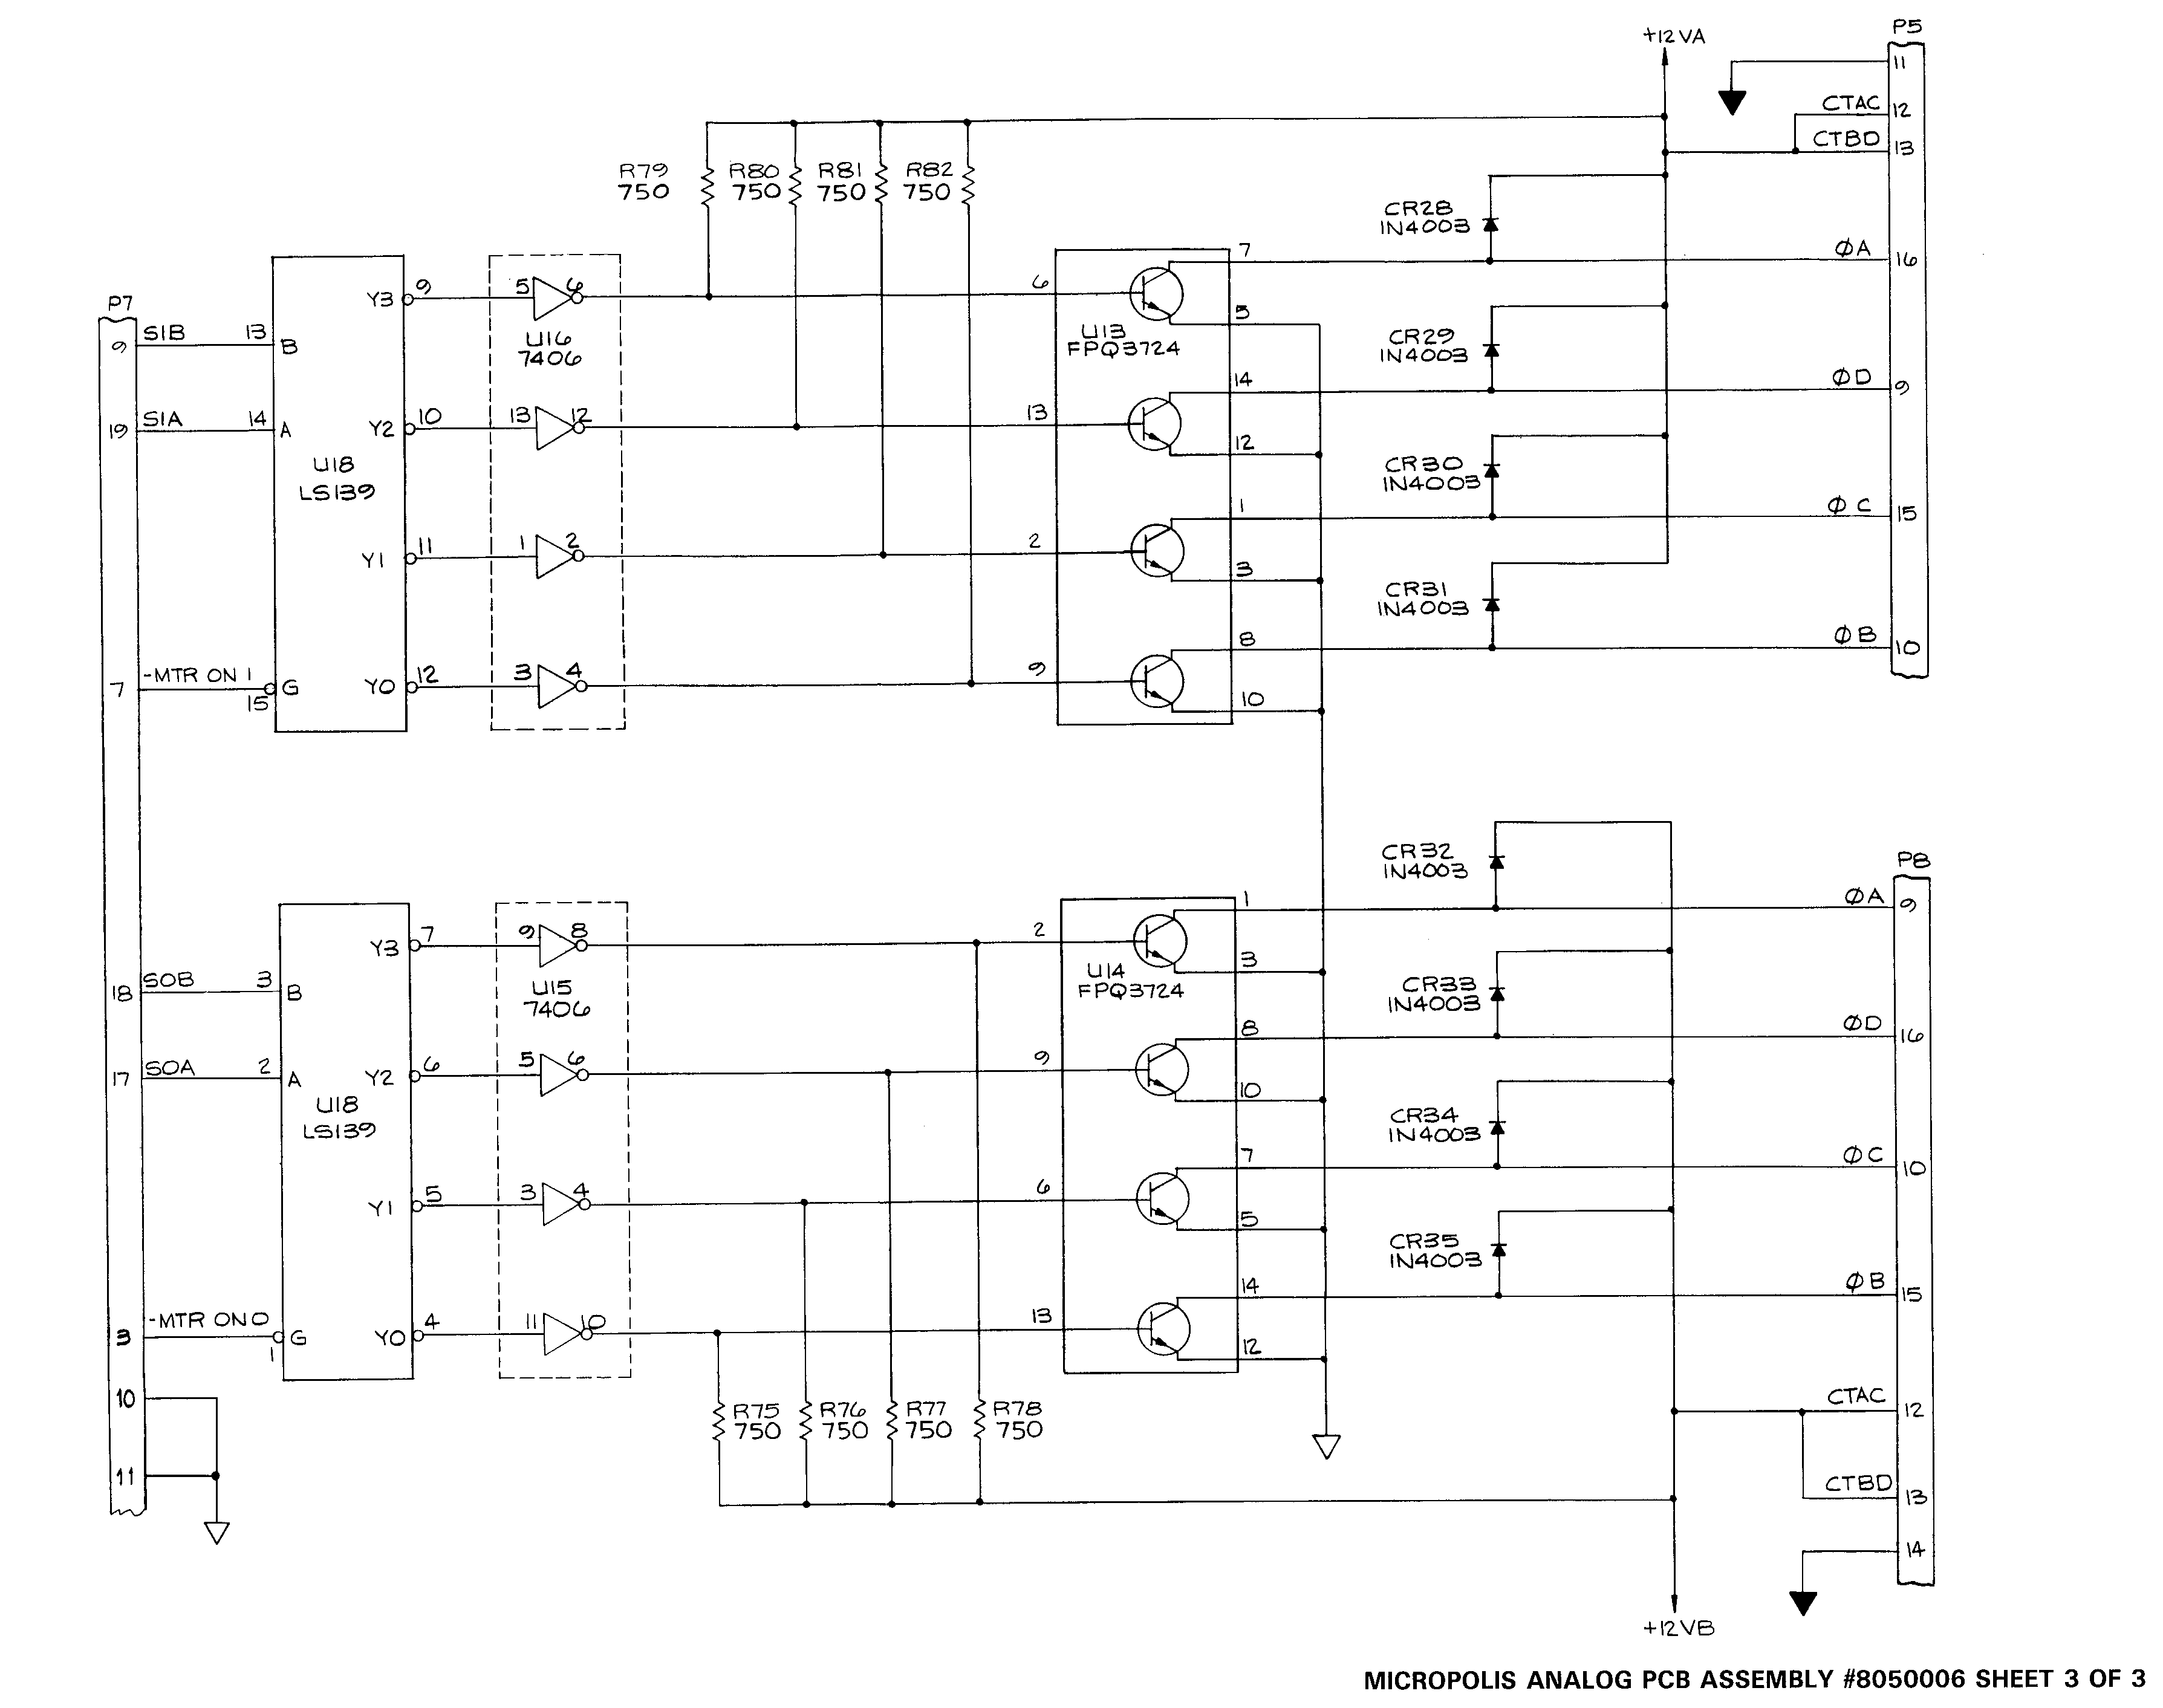 +12VA
P5
11
CTAC
12
CTBD
13
R79
750
R80
750
R81
750
R82
750
CR28
IN4003
7
ØA
16
P7
Y3
9
5
6
6
5
U16
7406
U13
FPQ3724
CR29
IN4003
9
SIB
13
B
14
ØD
9
19
SIA
14
A
Y2
10
13
12
13
12
U18
LS139
CR30
IN4003
1
ØC
15
Y1
11
1
2
2
3
CR31
IN4003
8
ØB
10
7
-MTR ON 1
15
G
Y0
12
3
4
9
10
CR32
IN4003
P8
1
ØA
9
Y3
7
9
8
2
3
U15
7406
U14
FPQ3724
CR33
IN4003
18
SOB
3
B
8
ØD
16
17
SOA
2
A
Y2
6
5
6
9
10
U18
LS139
CR34
IN4003
7
ØC
10
Y1
5
3
4
6
5
CR35
IN4003
14
ØB
15
3
-MTR ON 0
1
G
Y0
4
11
10
13
12
10
11
R75
750
R76
750
R77
750
R78
750
CTAC
12
CTBD
13
14
+12VB
MICROPOLIS ANALOG PCB ASSEMBLY #8050006 SHEET 3 OF 3